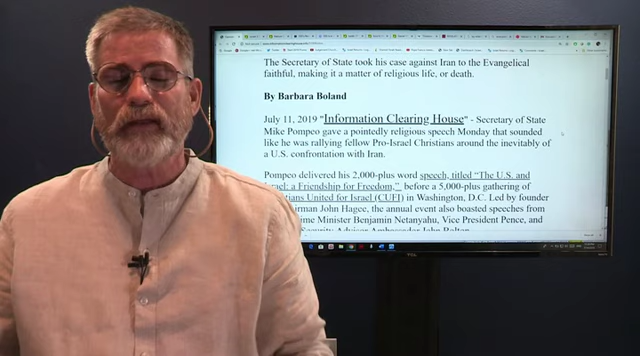 The Secretary of State took his case against Iran to the Evangelical
faithful, making it a matter of religious life, or death.
By Barbara Boland
July 11, 2019 "Information Clearing House" - Secretary of State
Mike Pompeo gave a pointedly religious speech Monday that sounded
like he was rallying fellow Pro-Israel Christians around the inevitably of
a U.S. confrontation with Iran.
Pompeo delivered his 2,000-plus word speech, titled “The U.S. and
a Friendship for Freedom,” before a 5,000-plus gathering of
United for Israel (CUFI) in Washington, D.C. Led by founder
John Hagee, the annual event also boasted speeches from
Minister Benjamin Netanyahu, Vice President Pence, and
Security Advisor Ambassador John Bolton